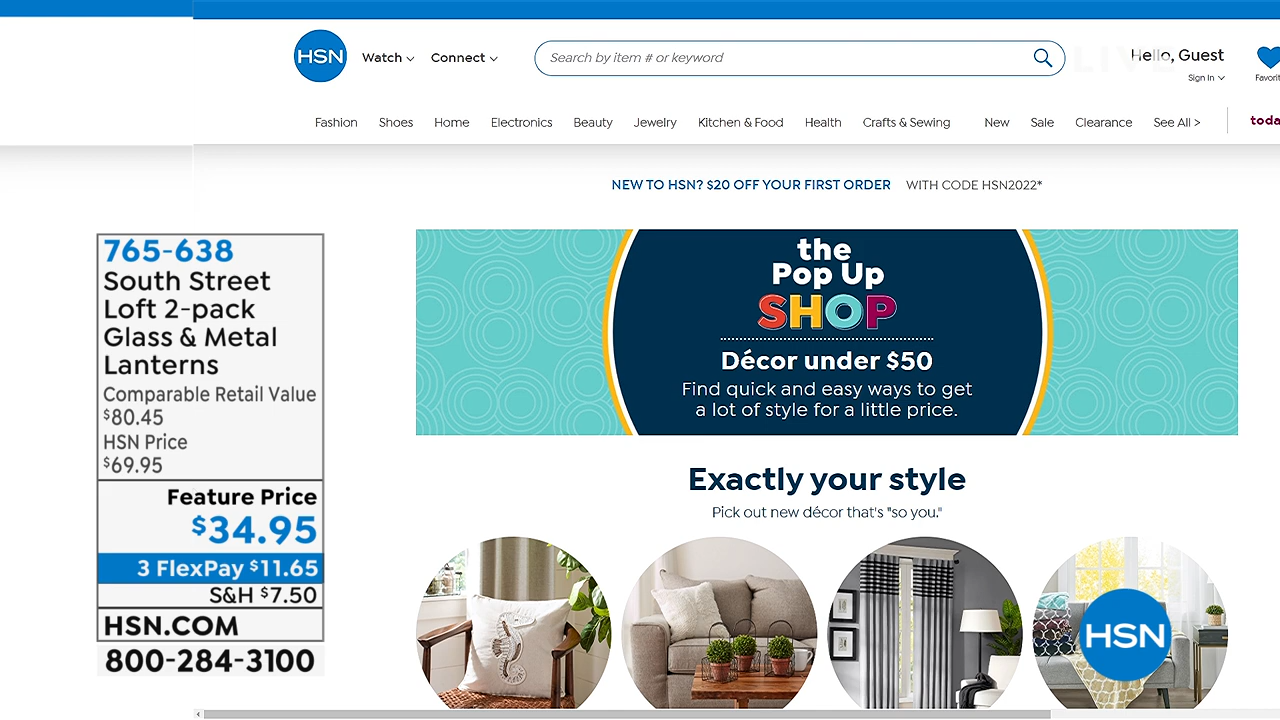 HSN
Watch Connect
Search by item # or keyword
LIVE
Hello, Guest
Sign In
Favorit
Fashion Shoes Home Electronics Beauty Jewelry Kitchen & Food Health Crafts & Sewing New Sale Clearance See All > toda
NEW TO HSN? $20 OFF YOUR FIRST ORDER WITH CODE HSN2022*
765-638
South Street
Loft 2-pack
Glass & Metal
Lanterns
Comparable Retail Value
$80.45
HSN Price
$69.95
Feature Price
$34.95
3 FlexPay $11.65
S&H $7.50
HSN.COM
800-284-3100
the
Pop Up
SHOP
Décor under $50
Find quick and easy ways to get
a lot of style for a little price.
Exactly your style
Pick out new décor that's "so you."
HSN